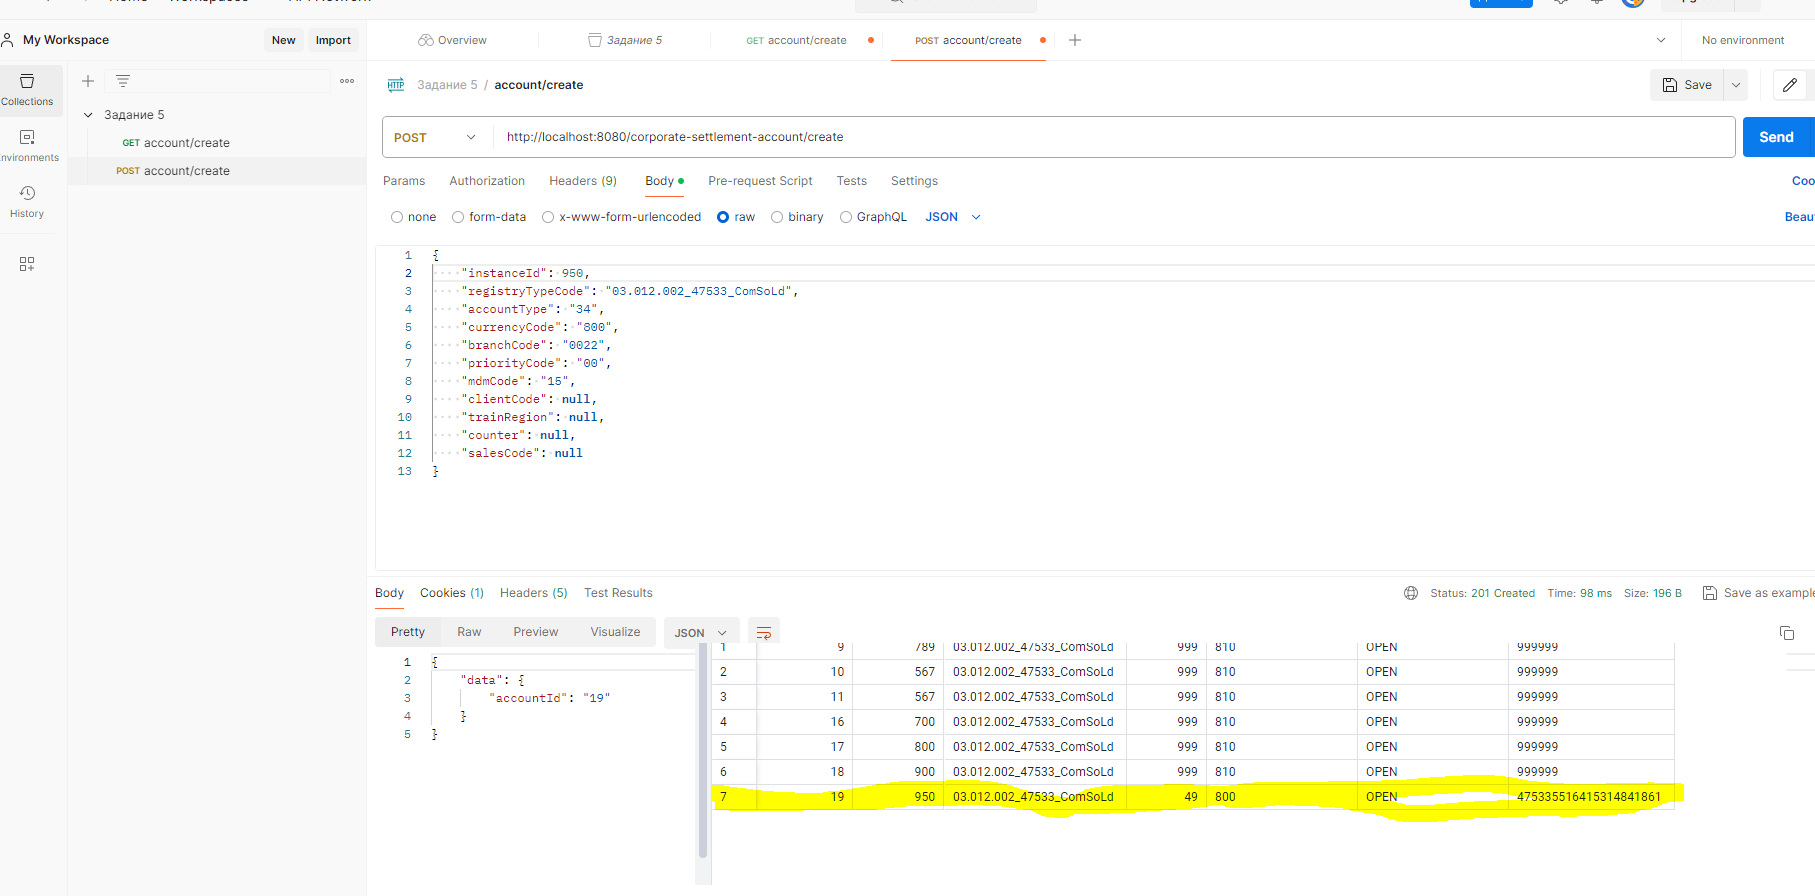 Home Workspaces API Network
My Workspace New Import
Overview Задание 5 GET account/create POST account/create No environment
Collections
Задание 5
GET account/create
POST account/create
nvironments
History
Задание 5 / account/create Save
POST http://localhost:8080/corporate-settlement-account/create Send
Params Authorization Headers (9) Body Pre-request Script Tests Settings Coo
none form-data x-www-form-urlencoded raw binary GraphQL JSON Beau
1 {
2 "instanceId": 950,
3 "registryTypeCode": "03.012.002_47533_ComSoLd",
4 "accountType": "34",
5 "currencyCode": "800",
6 "branchCode": "0022",
7 "priorityCode": "00",
8 "mdmCode": "15",
9 "clientCode": null,
10 "trainRegion": null,
11 "counter": null,
12 "salesCode": null
13 }
Body Cookies (1) Headers (5) Test Results Status: 201 Created Time: 98 ms Size: 196 B Save as example
Pretty Raw Preview Visualize JSON
1 {
2 "data": {
3 "accountId": "19"
4 }
5 }
1 9 789 03.012.002_47533_ComSoLd 999 810 OPEN 999999
2 10 567 03.012.002_47533_ComSoLd 999 810 OPEN 999999
3 11 567 03.012.002_47533_ComSoLd 999 810 OPEN 999999
4 16 700 03.012.002_47533_ComSoLd 999 810 OPEN 999999
5 17 800 03.012.002_47533_ComSoLd 999 810 OPEN 999999
6 18 900 03.012.002_47533_ComSoLd 999 810 OPEN 999999
7 19 950 03.012.002_47533_ComSoLd 49 800 OPEN 475335516415314841861